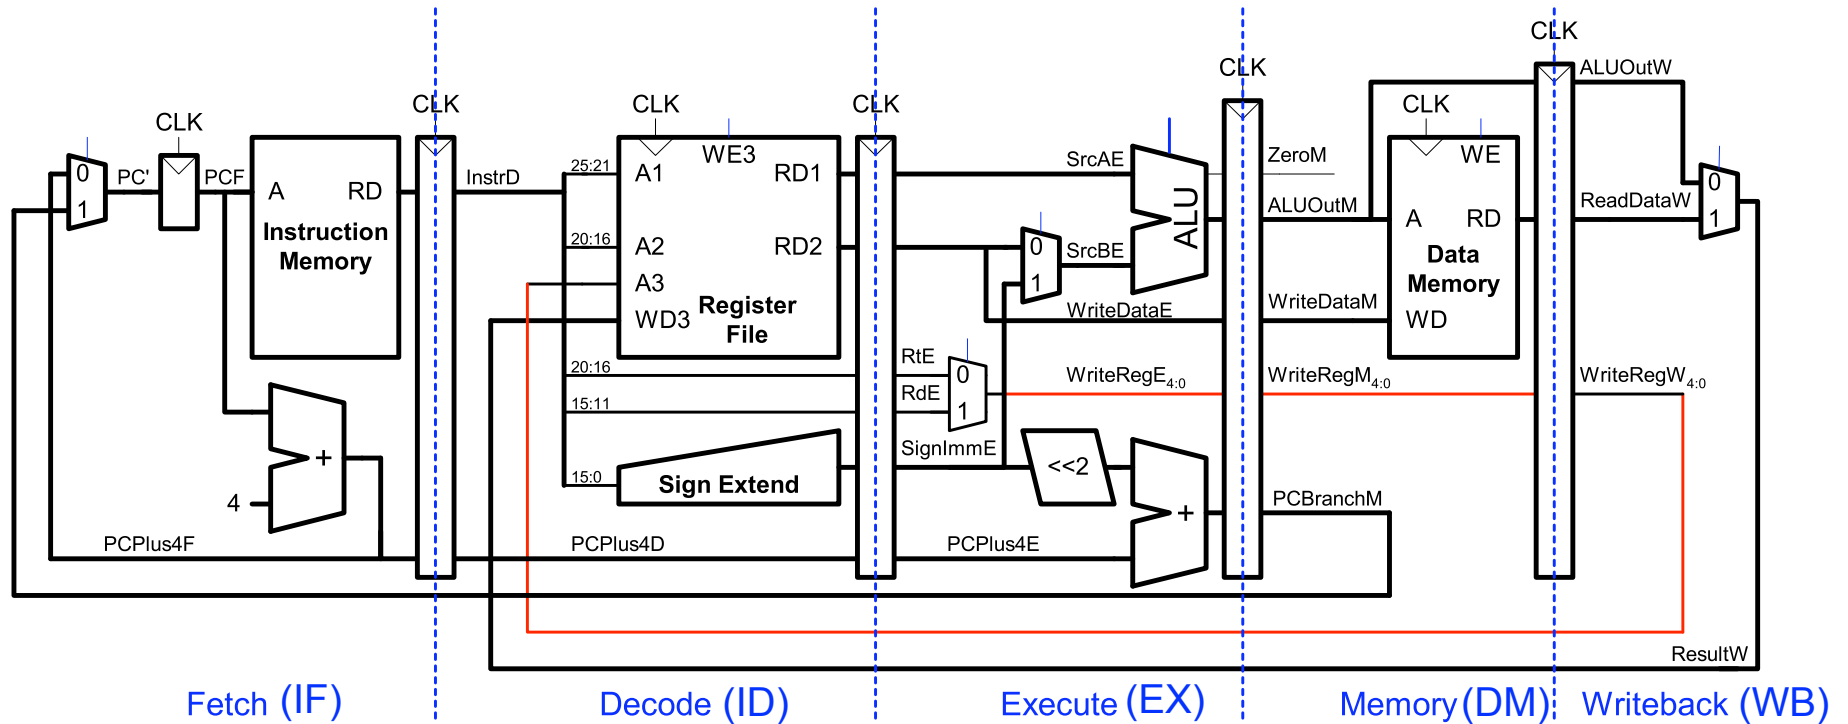 CLK
CLK
ALUOutW
CLK
CLK
CLK
CLK
CLK
CLK
0
1
PC'
PCF
A
RD
Instruction
Memory
InstrD
25:21
20:16
A1
A2
A3
WD3
WE3
RD1
RD2
Register
File
SrcAE
0
1
SrcBE
ALU
WriteDataE
ZeroM
ALUOutM
WriteDataM
WE
A
RD
Data
Memory
WD
ReadDataW
0
1
20:16
15:11
RtE
RdE
0
1
WriteRegE4:0
WriteRegM4:0
WriteRegW4:0
+
4
15:0
Sign Extend
SignImmE
<<2
+
PCBranchM
PCPlus4F
PCPlus4D
PCPlus4E
ResultW
Fetch (IF)
Decode (ID)
Execute (EX)
Memory (DM)
Writeback (WB)